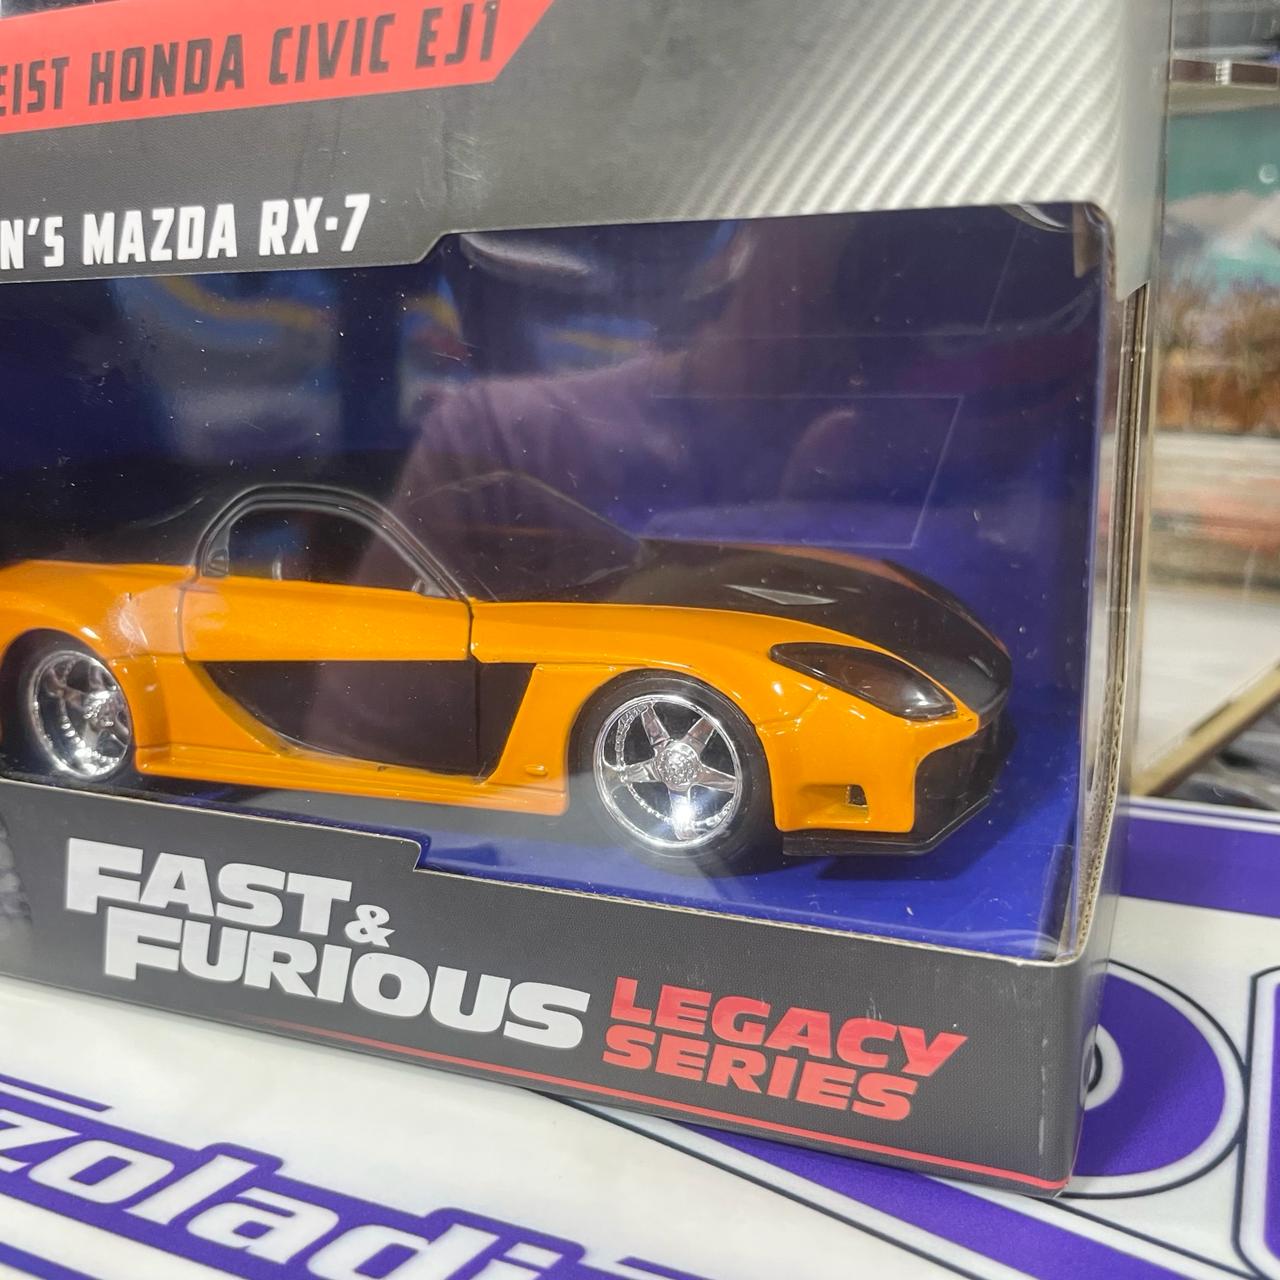 EIST HONDA CIVIC EJ1
N'S MAZDA RX-7
FAST &
FURIOUS
LEGACY
SERIES
zoladi